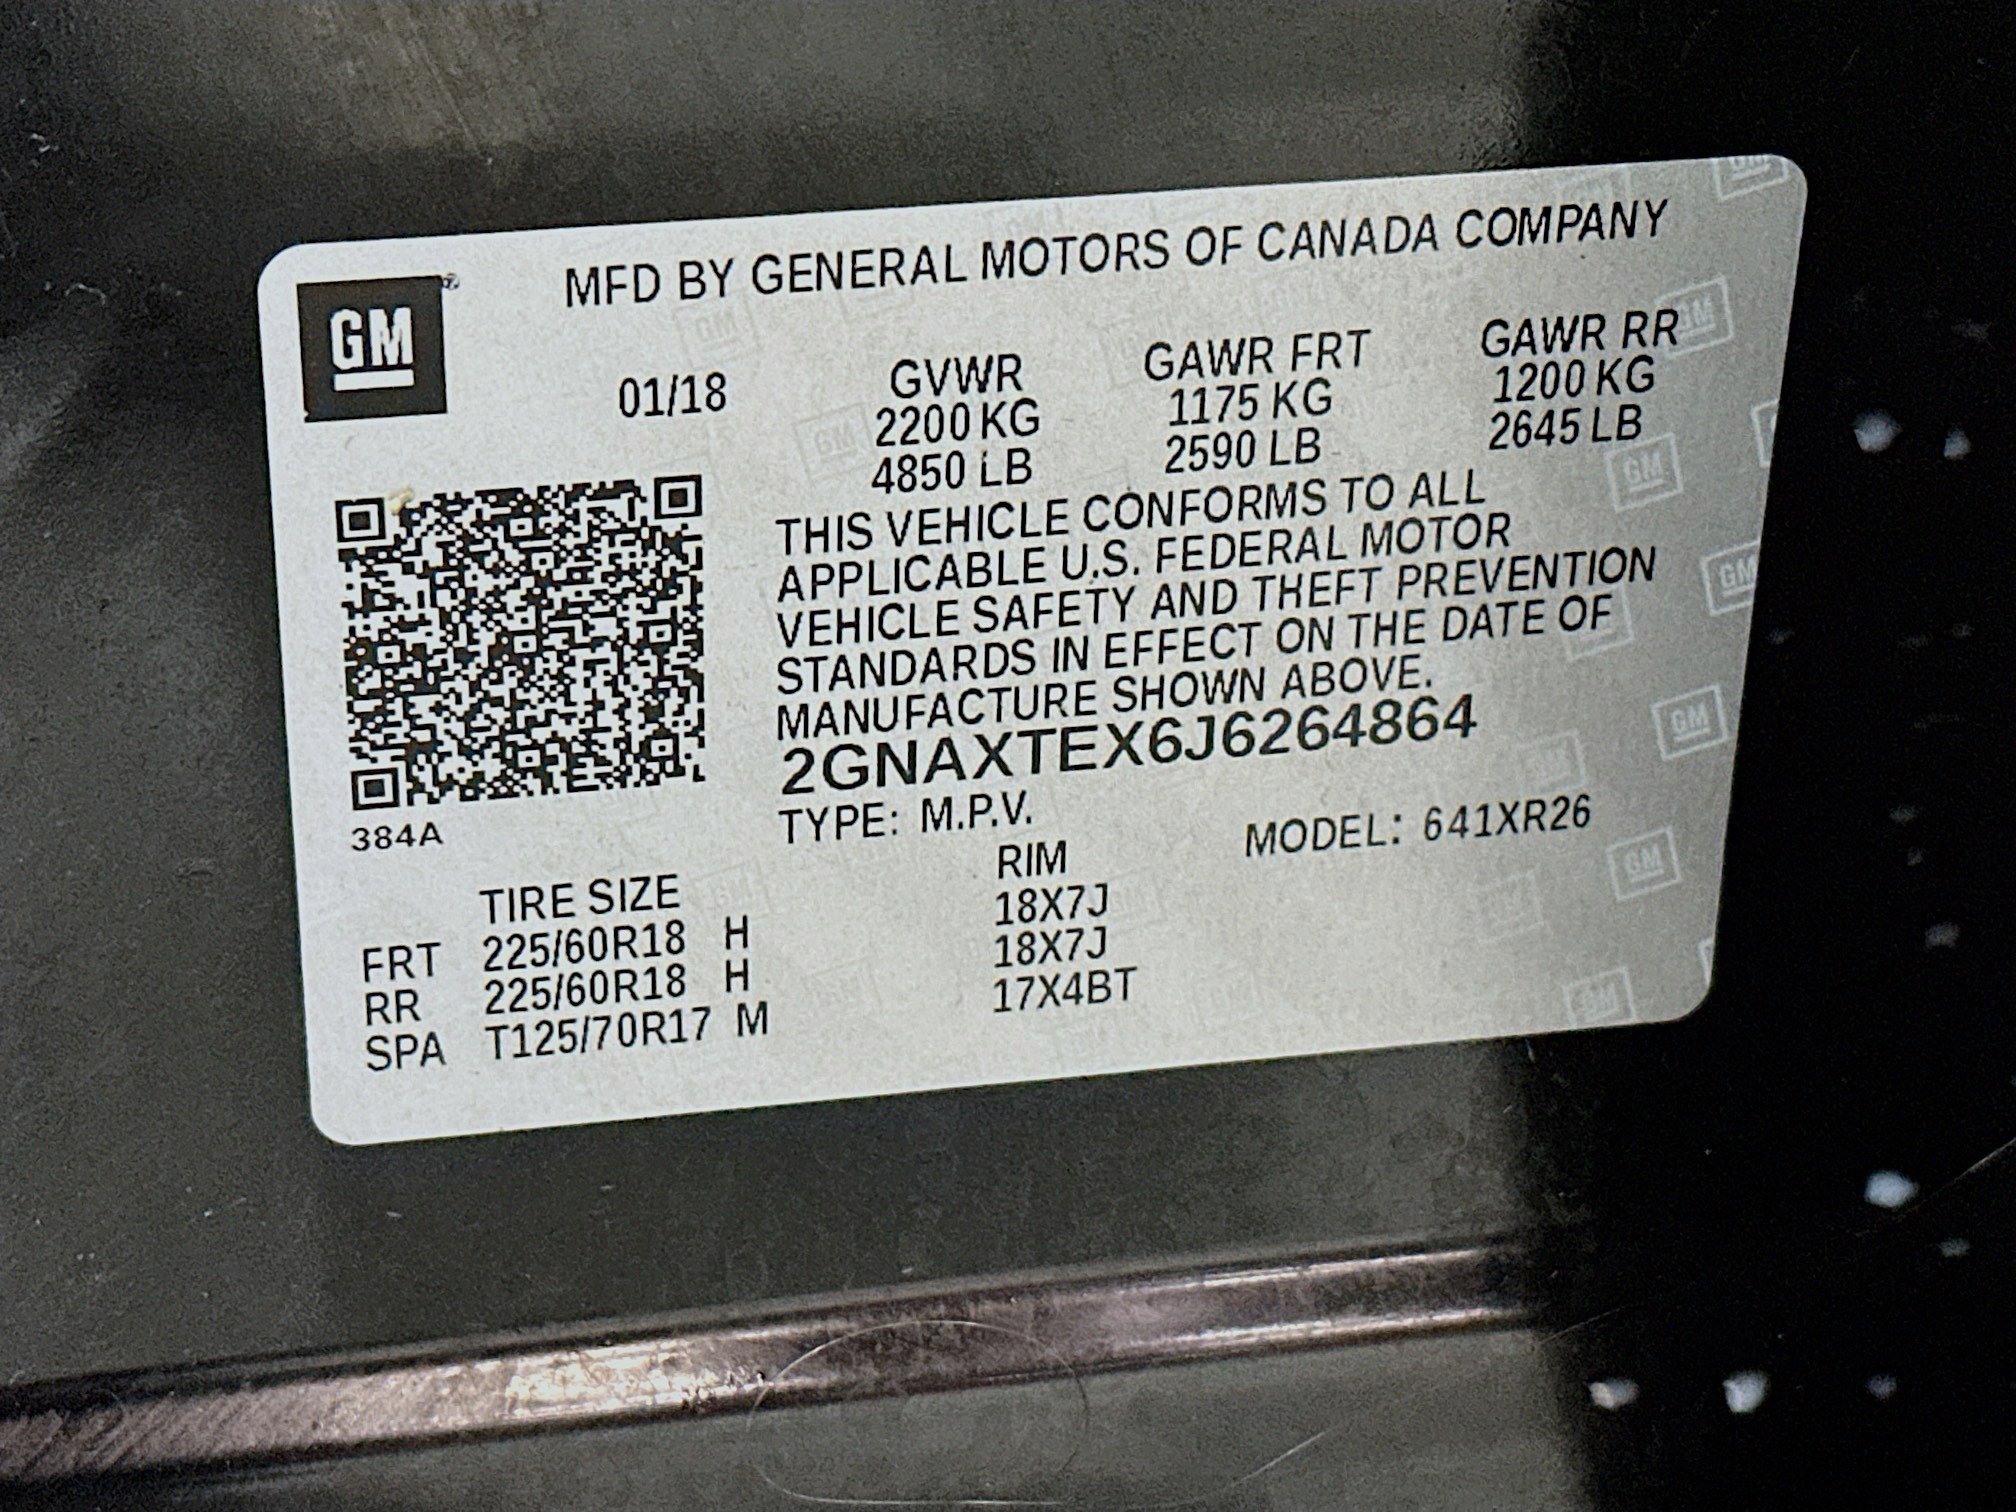 MFD BY GENERAL MOTORS OF CANADA COMPANY
GM
01/18 GVWR GAWR FRT GAWR RR
2200 KG 1175 KG 1200 KG
4850 LB 2590 LB 2645 LB
THIS VEHICLE CONFORMS TO ALL
APPLICABLE U.S. FEDERAL MOTOR
VEHICLE SAFETY AND THEFT PREVENTION
STANDARDS IN EFFECT ON THE DATE OF
MANUFACTURE SHOWN ABOVE.
2GNAXTEX6J6264864
TYPE: M.P.V. MODEL: 641XR26
384A
TIRE SIZE RIM
FRT 225/60R18 H 18X7J
RR 225/60R18 H 18X7J
SPA T125/70R17 M 17X4BT